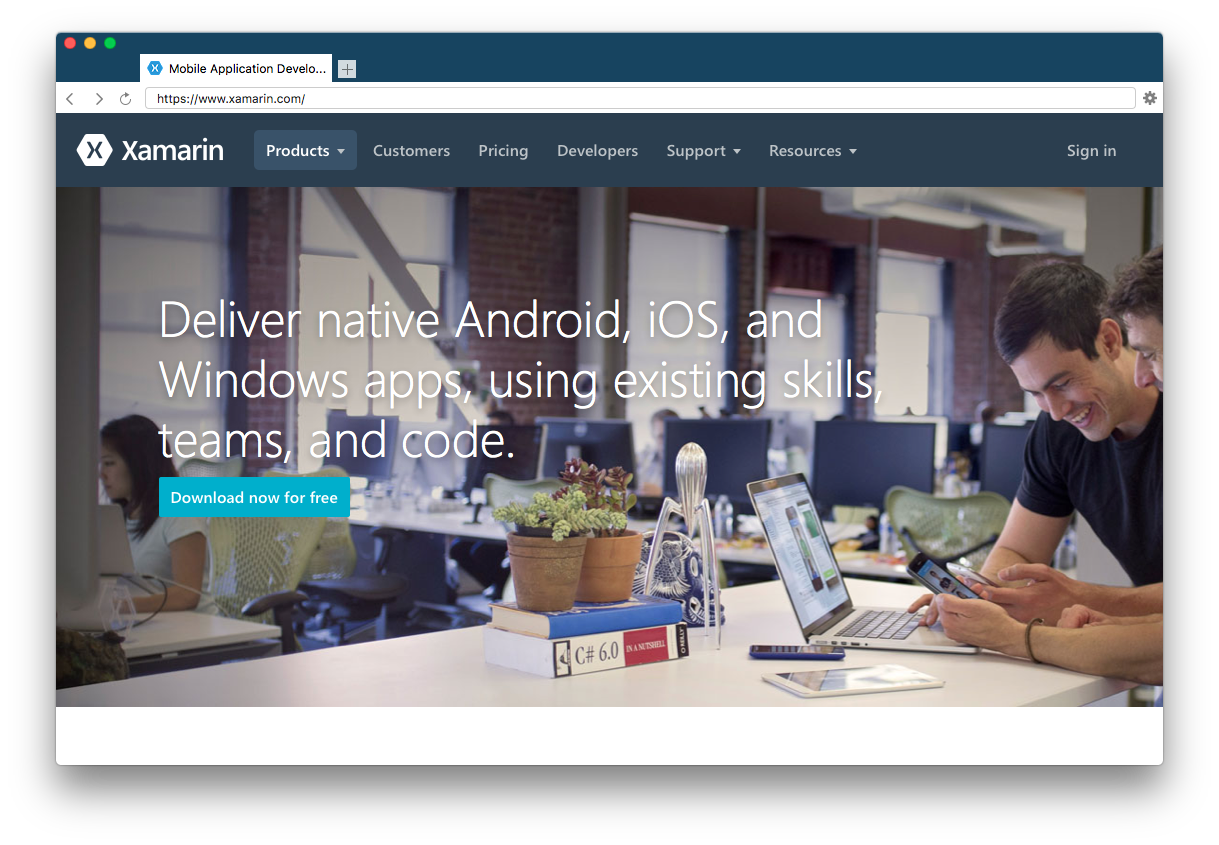 Mobile Application Develo...
https://www.xamarin.com/
Xamarin
Products
Customers
Pricing
Developers
Support
Resources
Sign in
Deliver native Android, iOS, and
Windows apps, using existing skills,
teams, and code.
Download now for free
C# 6.0
IN A NUTSHELL
O'REILLY